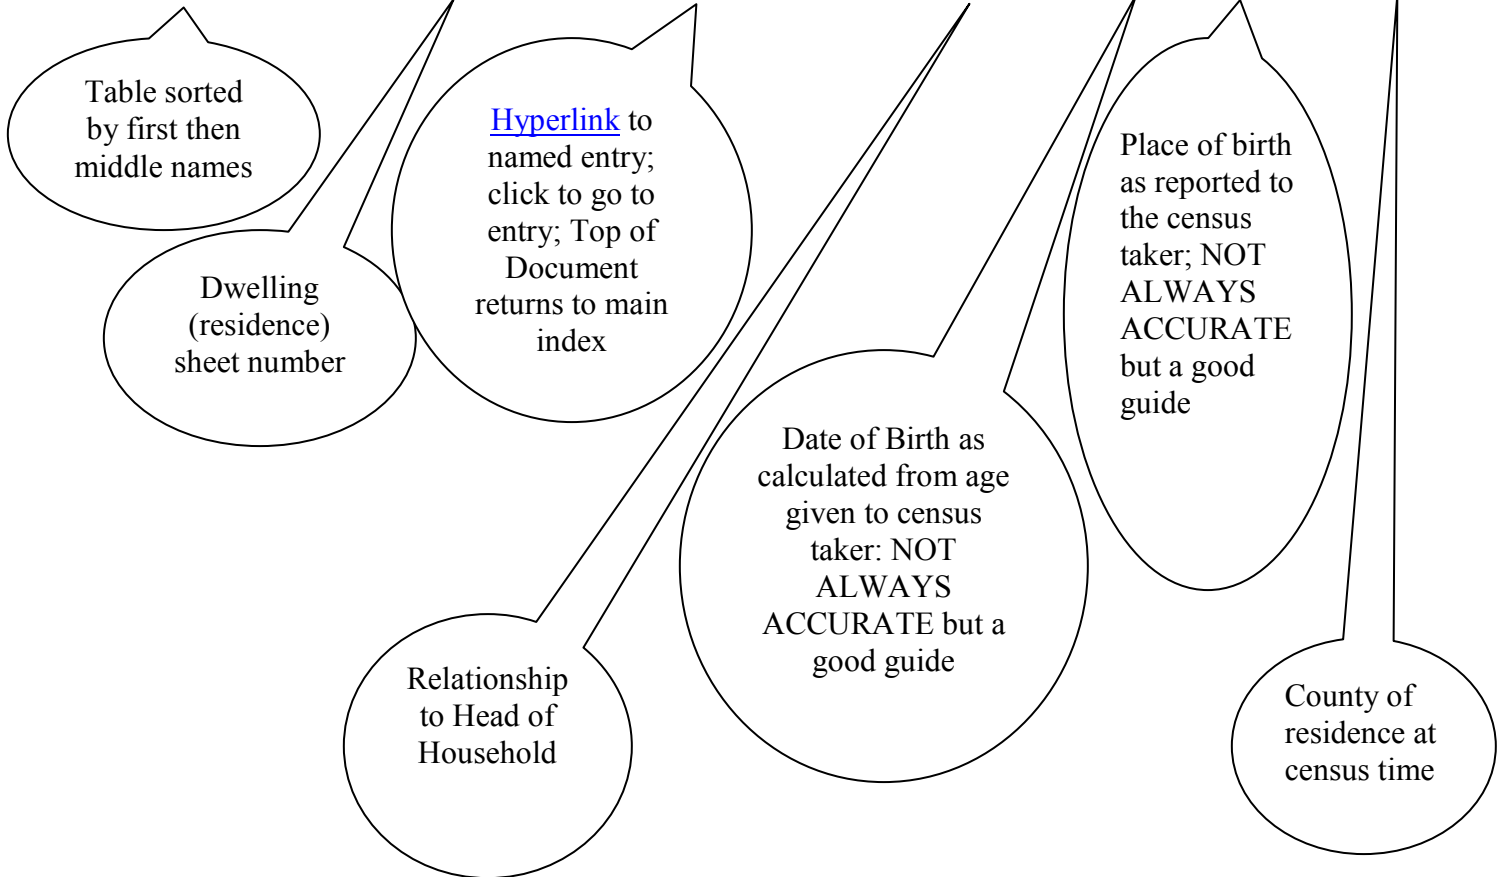 Table sorted
by first then
middle names
Dwelling
(residence)
sheet number
Hyperlink to
named entry;
click to go to
entry; Top of
Document
returns to main
index
Relationship
to Head of
Household
Date of Birth as
calculated from age
given to census
taker: NOT
ALWAYS
ACCURATE but a
good guide
Place of birth
as reported to
the census
taker; NOT
ALWAYS
ACCURATE
but a good
guide
County of
residence at
census time